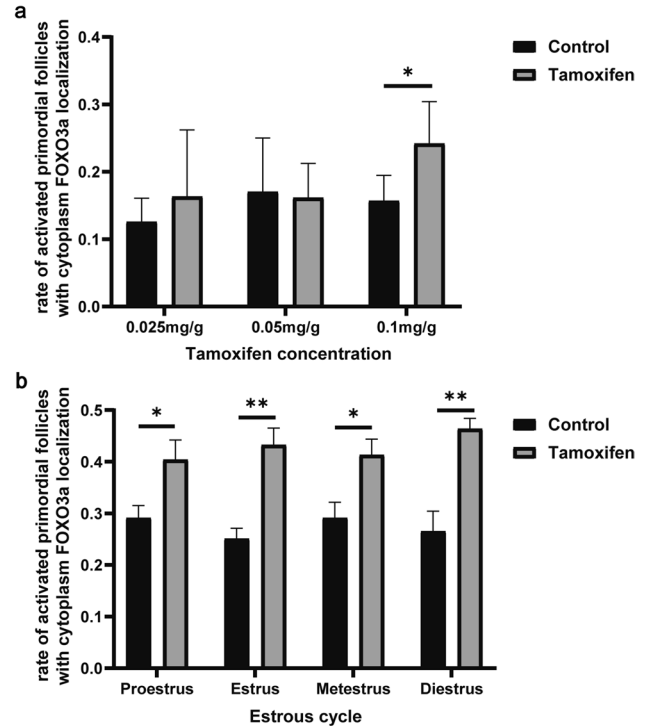 a
rate of activated primordial follicles
with cytoplasm FOXO3a localization
0.4
0.3
0.2
0.1
0.0
*
Control
Tamoxifen
0.025mg/g 0.05mg/g 0.1mg/g
Tamoxifen concentration
b
rate of activated primordial follicles
with cytoplasm FOXO3a localization
0.5
0.4
0.3
0.2
0.1
0.0
* ** * **
Control
Tamoxifen
Proestrus Estrus Metestrus Diestrus
Estrous cycle